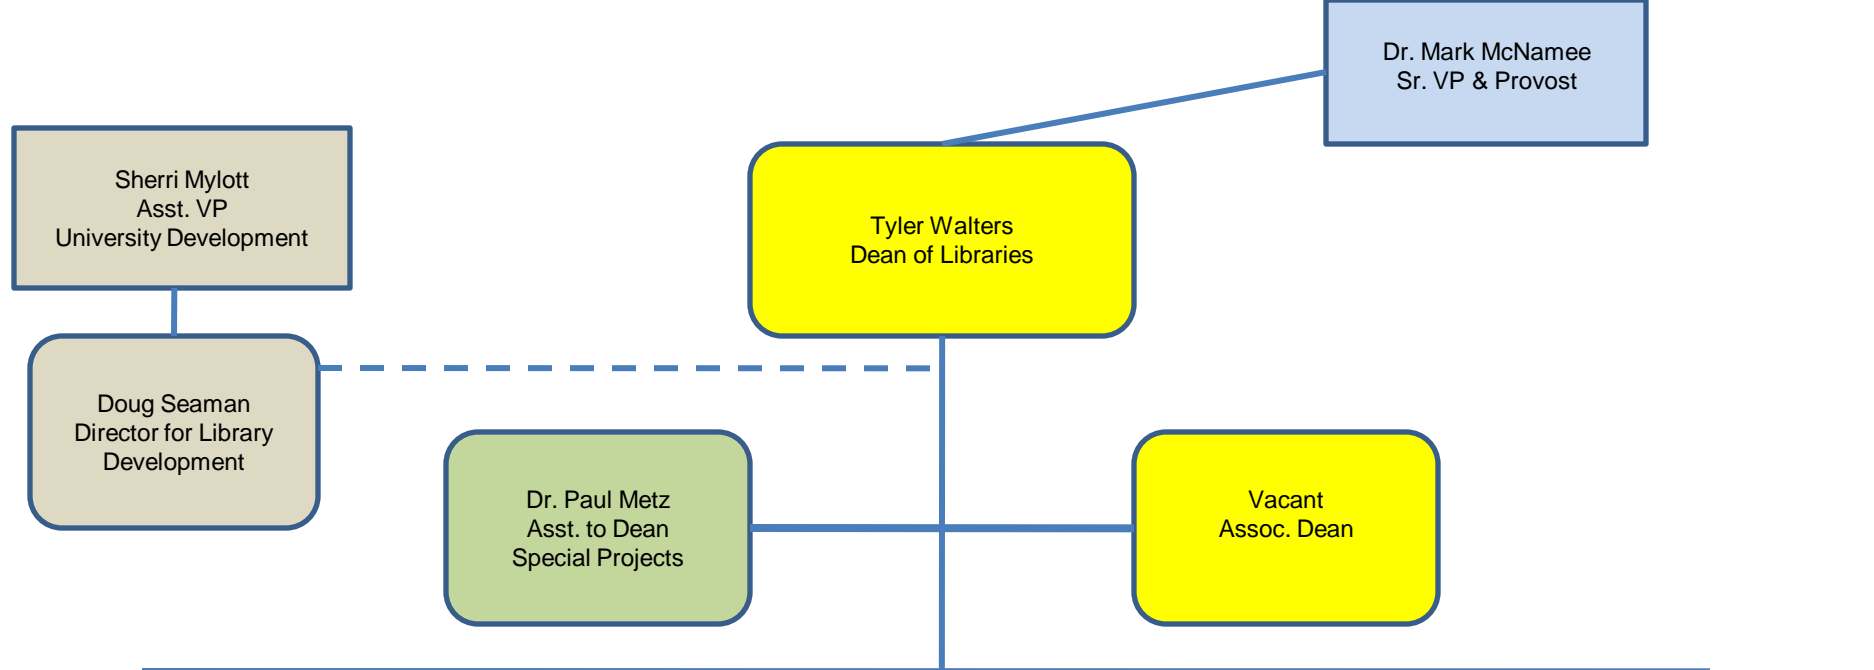 Dr. Mark McNamee
Sr. VP & Provost
Sherri Mylott
Asst. VP
University Development
Tyler Walters
Dean of Libraries
Doug Seaman
Director for Library
Development
Dr. Paul Metz
Asst. to Dean
Special Projects
Vacant
Assoc. Dean